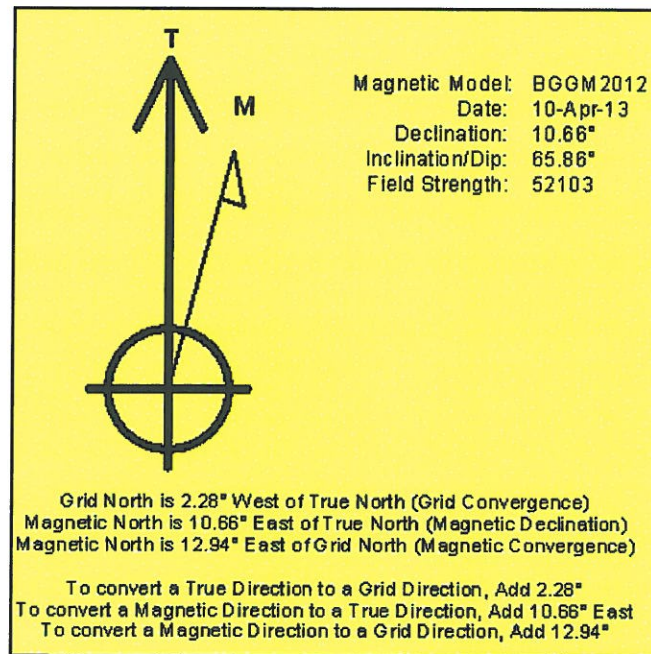 T
M
Magnetic Model: BGGM2012
Date: 10-Apr-13
Declination: 10.66°
Inclination/Dip: 65.86°
Field Strength: 52103
Grid North is 2.28° West of True North (Grid Convergence)
Magnetic North is 10.66° East of True North (Magnetic Declination)
Magnetic North is 12.94° East of Grid North (Magnetic Convergence)
To convert a True Direction to a Grid Direction, Add 2.28°
To convert a Magnetic Direction to a True Direction, Add 10.66° East
To convert a Magnetic Direction to a Grid Direction, Add 12.94°